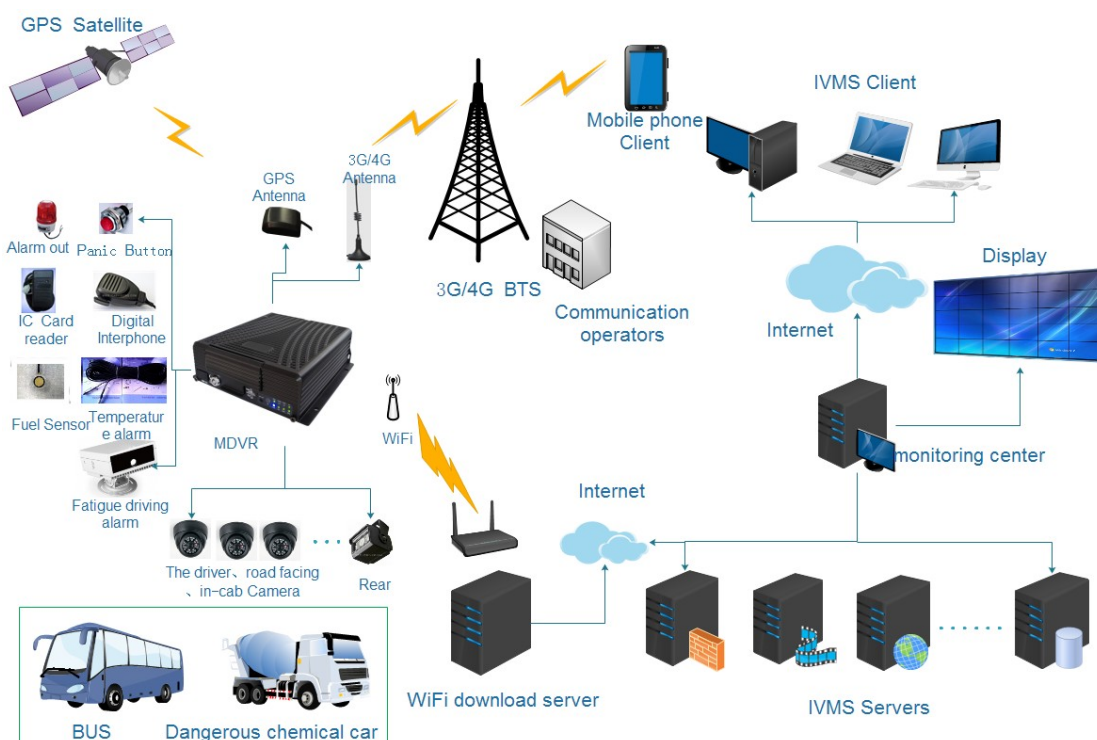 GPS Satellite
IVMS Client
Mobile phone
Client
3G/4G
Antenna
GPS
Antenna
Alarm out
Panic Button
3G/4G BTS
Communication
operators
Internet
Display
IC Card
reader
Digital
Interphone
Fuel Sensor
Temperatur
e alarm
MDVR
WiFi
monitoring center
Fatigue driving
alarm
Internet
The driver、road facing
、in-cab Camera
Rear
WiFi download server
IVMS Servers
BUS
Dangerous chemical car